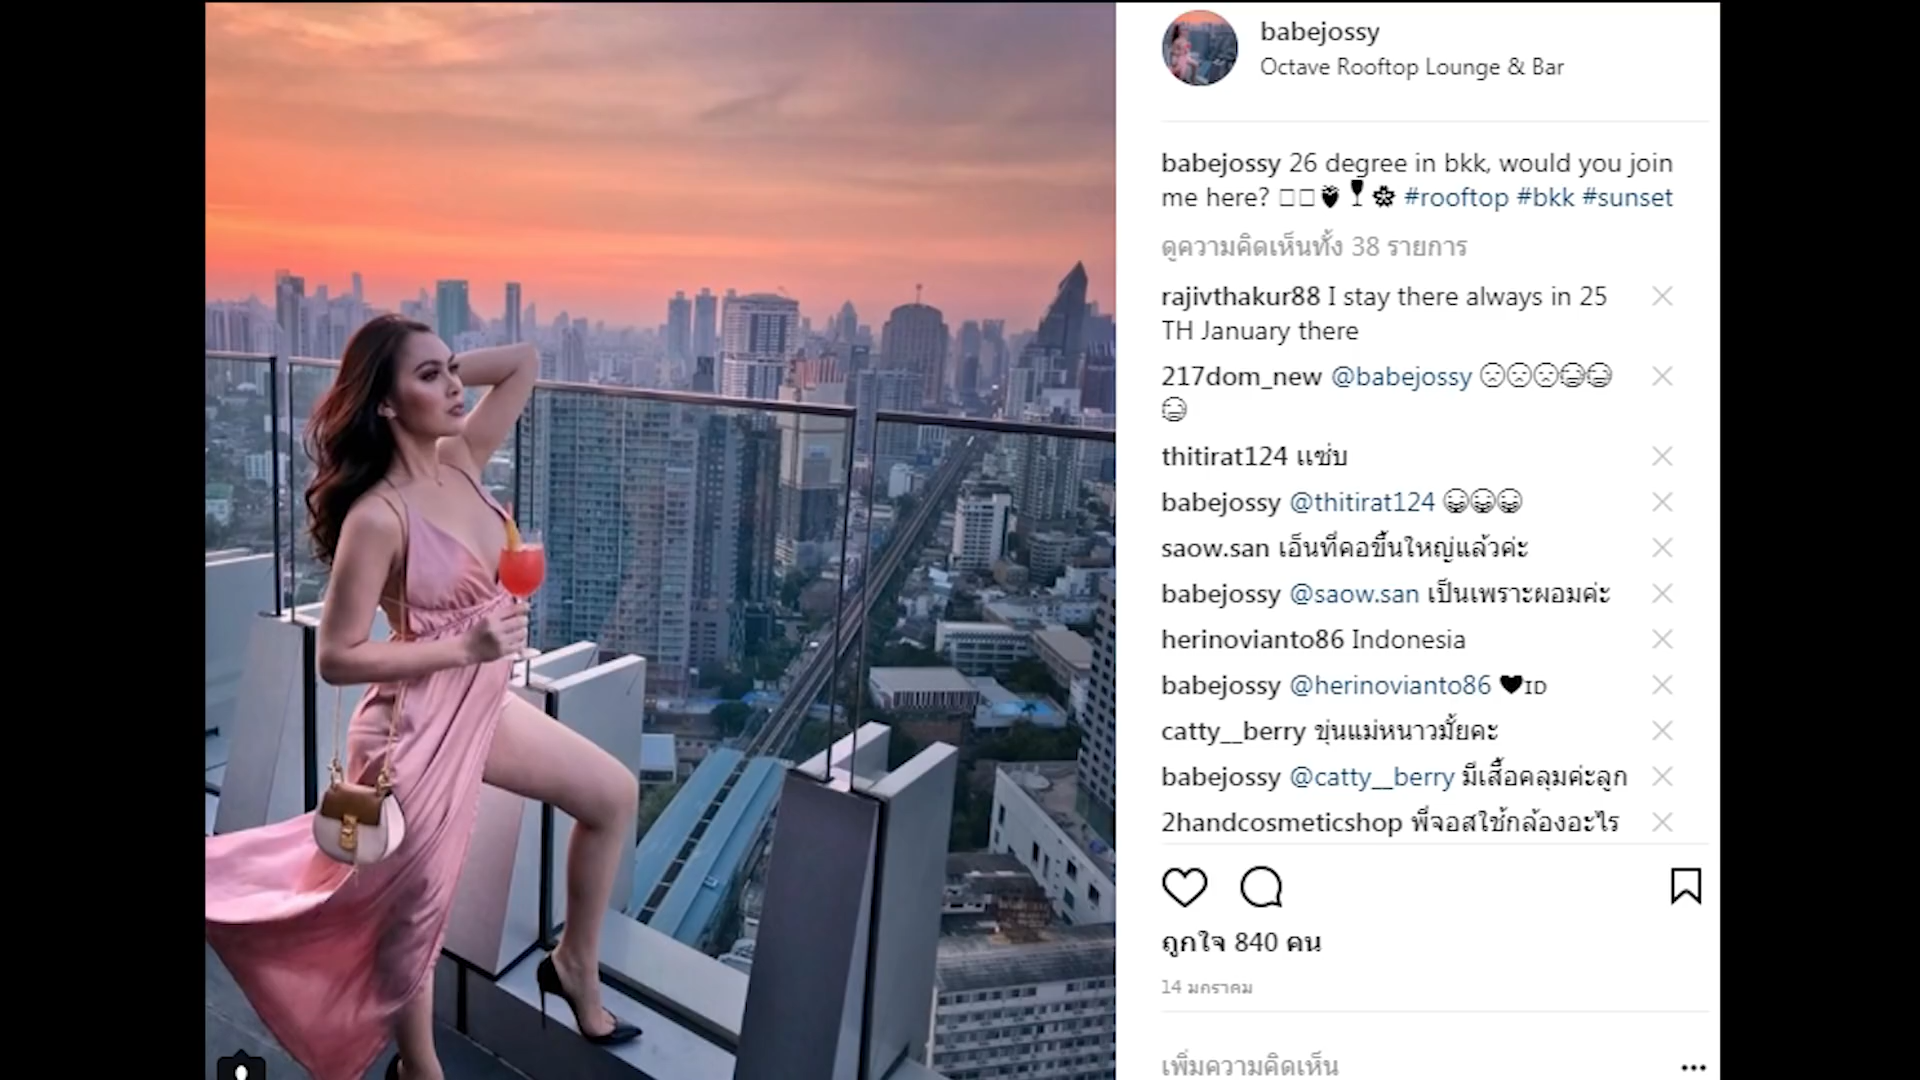 babejossy
Octave Rooftop Lounge & Bar
babejossy 26 degree in bkk, would you join
me here? #rooftop #bkk #sunset
ดูความคิดเห็นทั้ง 38 รายการ
rajivthakur88 I stay there always in 25
TH January there
217dom_new @babejossy
thitirat124 แซ่บ
babejossy @thitirat124
saow.san เอ็นที่คอขึ้นใหญ่แล้วค่ะ
babejossy @saow.san เป็นเพราะผอมค่ะ
herinovianto86 Indonesia
babejossy @herinovianto86 🖤ID
catty__berry ขุ่นแม่หนาวมั้ยคะ
babejossy @catty__berry มีเสื้อคลุมค่ะลูก
2handcosmeticshop พี่จอสใช้กล้องอะไร
ถูกใจ 840 คน
14 มกราคม
เพิ่มความคิดเห็น